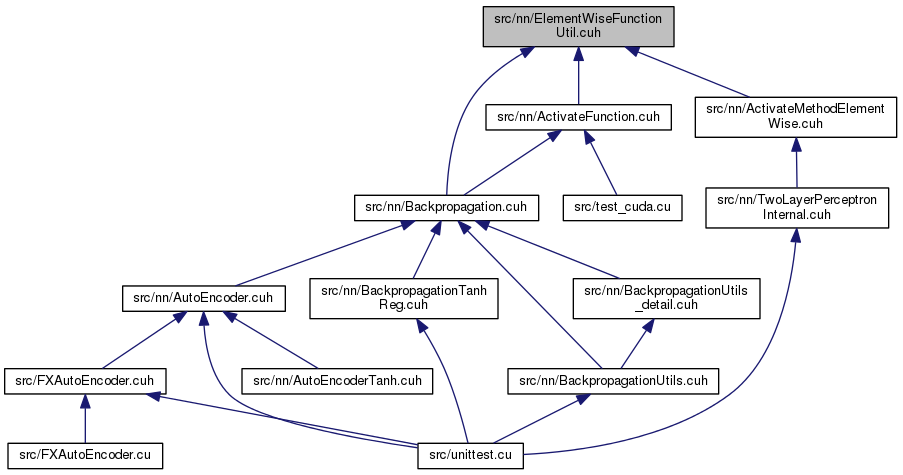 src/nn/ElementWiseFunction
Util.cuh
src/nn/ActivateFunction.cuh
src/nn/ActivateMethodElement
Wise.cuh
src/nn/Backpropagation.cuh
src/test_cuda.cu
src/nn/TwoLayerPerceptron
Internal.cuh
src/nn/AutoEncoder.cuh
src/nn/BackpropagationTanh
Reg.cuh
src/nn/BackpropagationUtils
_detail.cuh
src/FXAutoEncoder.cuh
src/nn/AutoEncoderTanh.cuh
src/nn/BackpropagationUtils.cuh
src/FXAutoEncoder.cu
src/unittest.cu